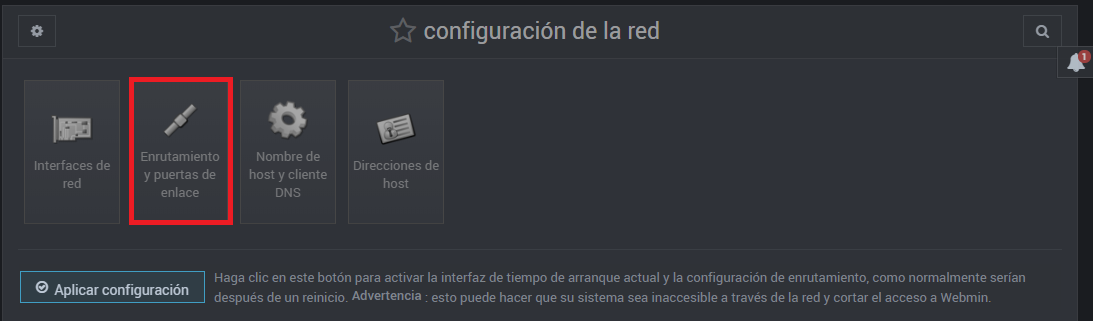 configuración de la red
1
Interfaces de
red
Enrutamiento
y puertas de
enlace
Nombre de
host y cliente
DNS
Direcciones de
host
Aplicar configuración
Haga clic en este botón para activar la interfaz de tiempo de arranque actual y la configuración de enrutamiento, como normalmente serían
después de un reinicio. Advertencia : esto puede hacer que su sistema sea inaccesible a través de la red y cortar el acceso a Webmin.